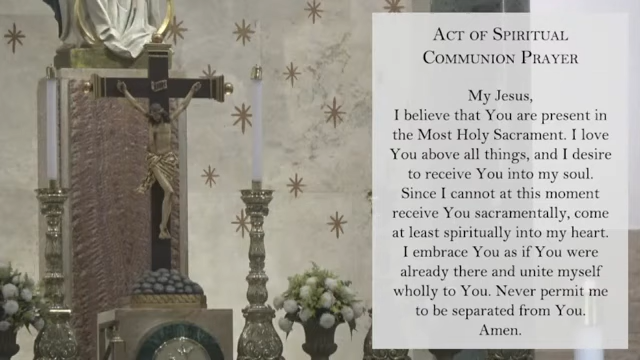 Act of Spiritual
Communion Prayer
My Jesus,
I believe that You are present in
the Most Holy Sacrament. I love
You above all things, and I desire
to receive You into my soul.
Since I cannot at this moment
receive You sacramentally, come
at least spiritually into my heart.
I embrace You as if You were
already there and unite myself
wholly to You. Never permit me
to be separated from You.
Amen.